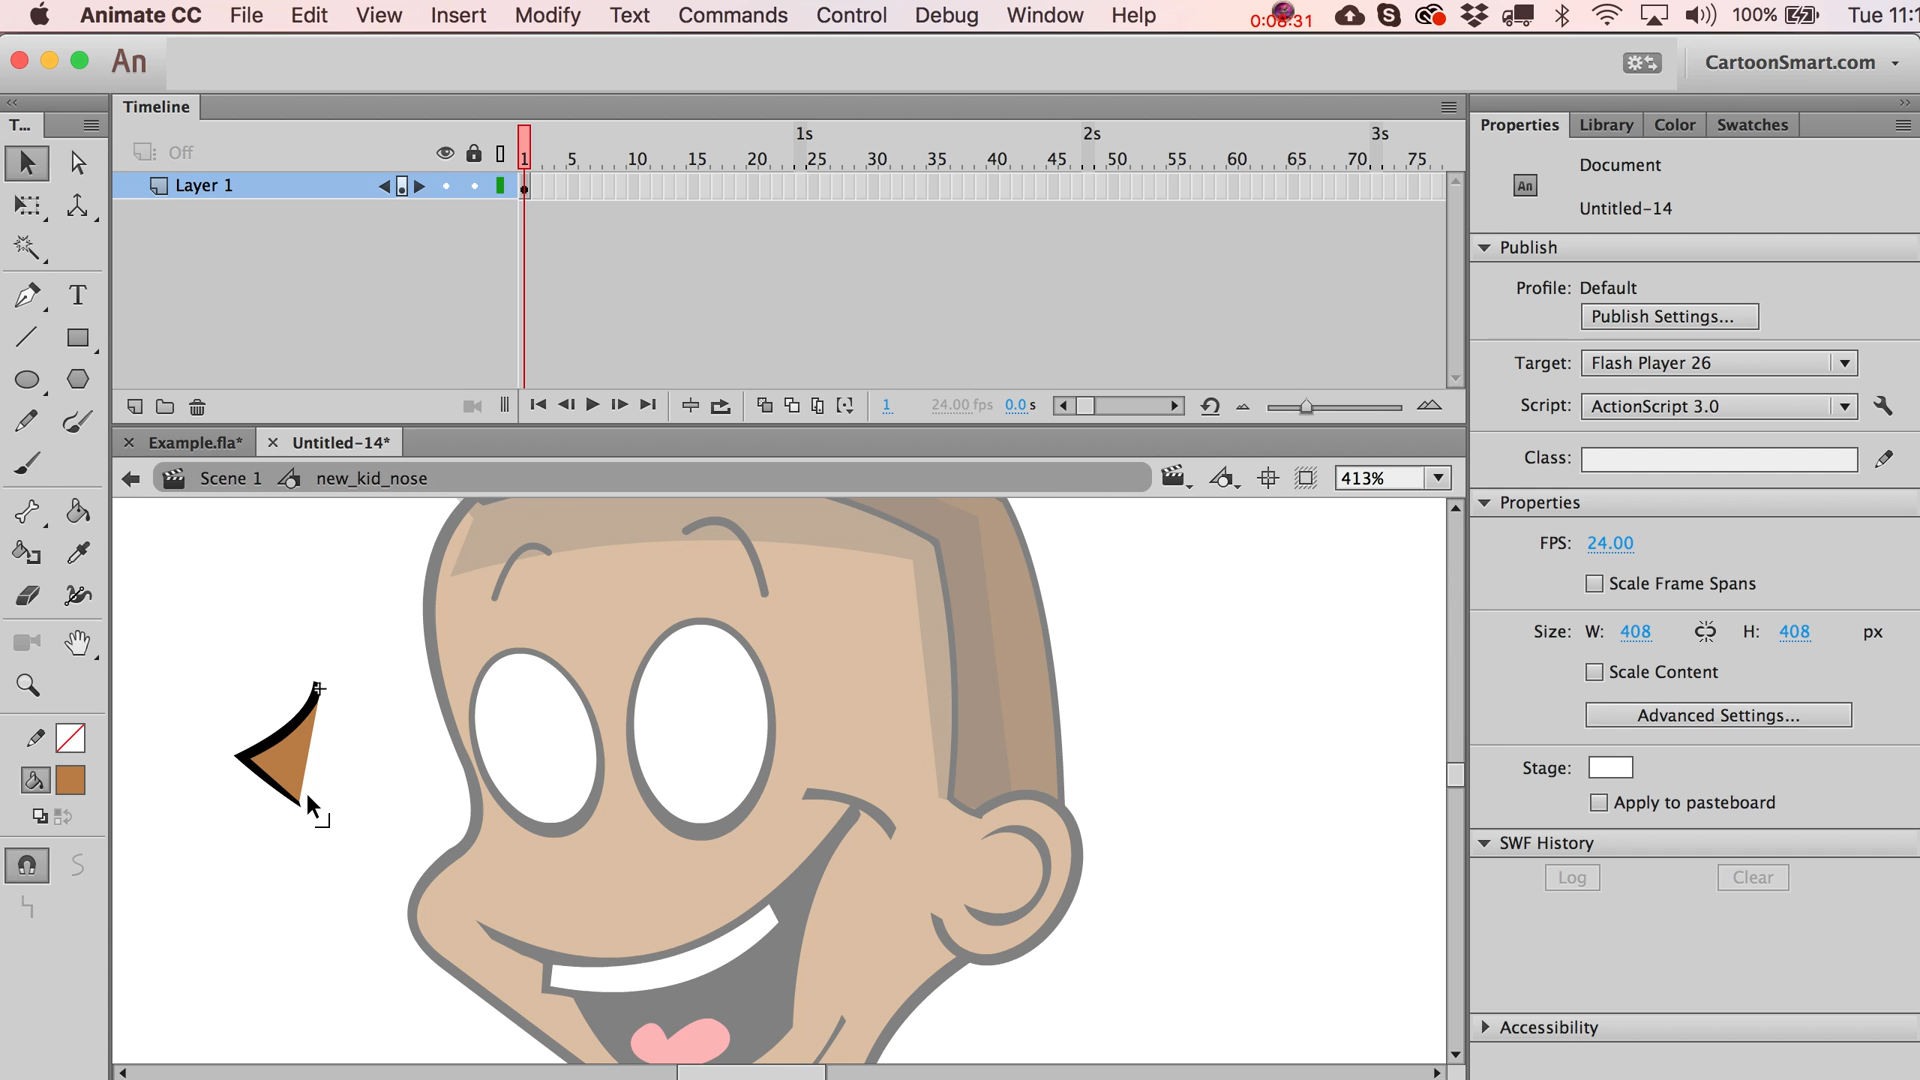 Animate CC File Edit View Insert Modify Text Commands Control Debug Window Help 0:08:31 100% Tue 11:1
An CartoonSmart.com
T... Timeline Properties Library Color Swatches
Off 1s 2s 3s
1 5 10 15 20 25 30 35 40 45 50 55 60 65 70 75
Layer 1
1 24.00 fps 0.0 s
Example.fla* Untitled-14*
Scene 1 new_kid_nose 413%
Document
An
Untitled-14
Publish
Profile: Default
Publish Settings...
Target: Flash Player 26
Script: ActionScript 3.0
Class:
Properties
FPS: 24.00
Scale Frame Spans
Size: W: 408 H: 408 px
Scale Content
Advanced Settings...
Stage:
Apply to pasteboard
SWF History
Log Clear
Accessibility